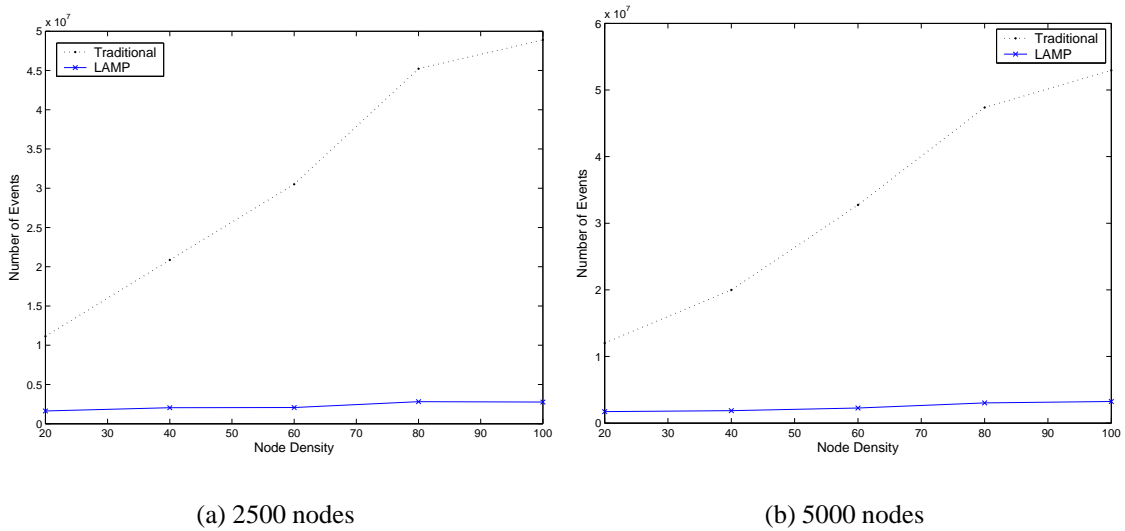 x 10^7
5
4.5
4
3.5
3
2.5
2
1.5
1
0.5
0
Number of Events
Traditional
LAMP
20 30 40 50 60 70 80 90 100
Node Density
(a) 2500 nodes
x 10^7
6
5
4
3
2
1
0
Number of Events
Traditional
LAMP
20 30 40 50 60 70 80 90 100
Node Density
(b) 5000 nodes